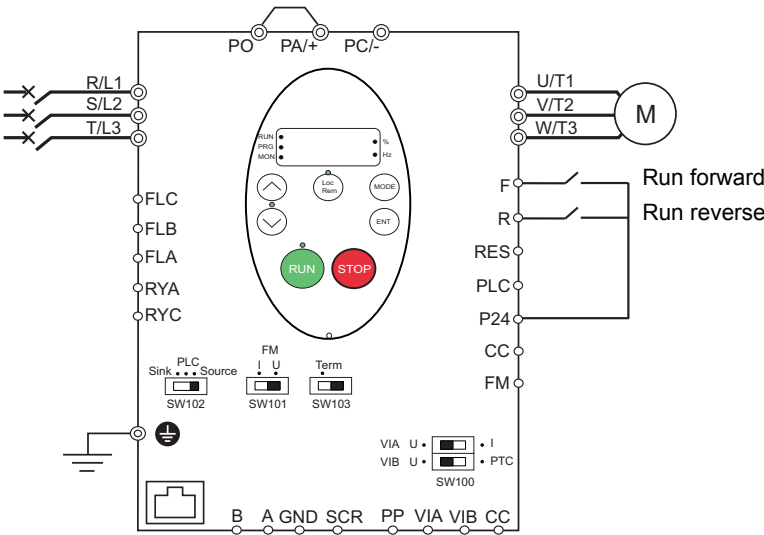 PO PA/+ PC/-
R/L1
S/L2
T/L3
U/T1
V/T2
W/T3
M
RUN
PRG
MON
%
Hz
Loc
Rem
MODE
ENT
RUN
STOP
FLC
FLB
FLA
RYA
RYC
F
Run forward
R
Run reverse
RES
PLC
P24
CC
FM
PLC
Sink Source
SW102
FM
I U
SW101
Term
SW103
VIA U I
VIB U PTC
SW100
B A GND SCR PP VIA VIB CC